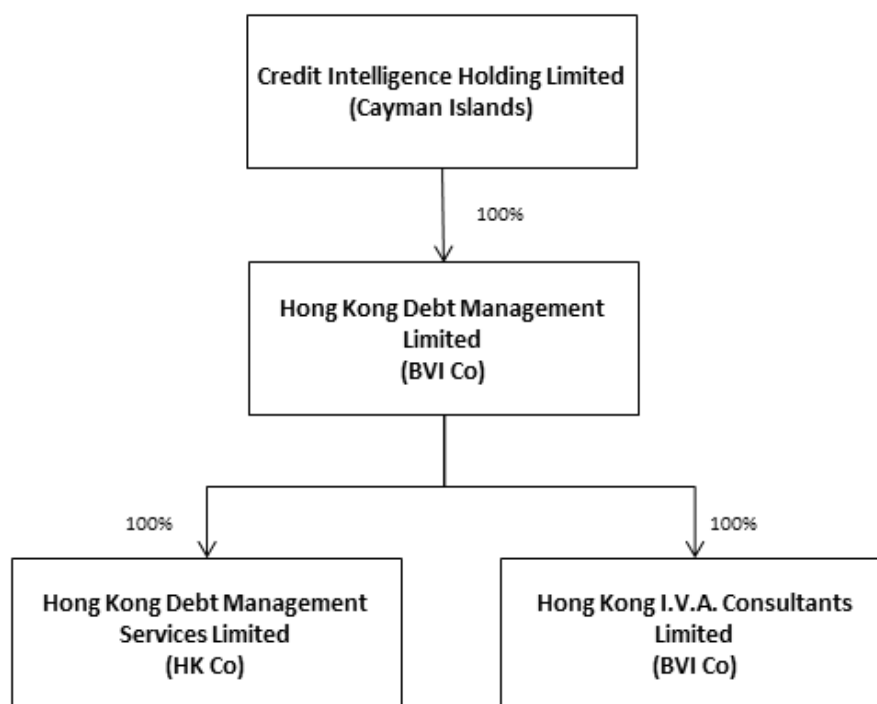 Credit Intelligence Holding Limited
(Cayman Islands)
100%
Hong Kong Debt Management
Limited
(BVI Co)
100%
100%
Hong Kong Debt Management
Services Limited
(HK Co)
Hong Kong I.V.A. Consultants
Limited
(BVI Co)